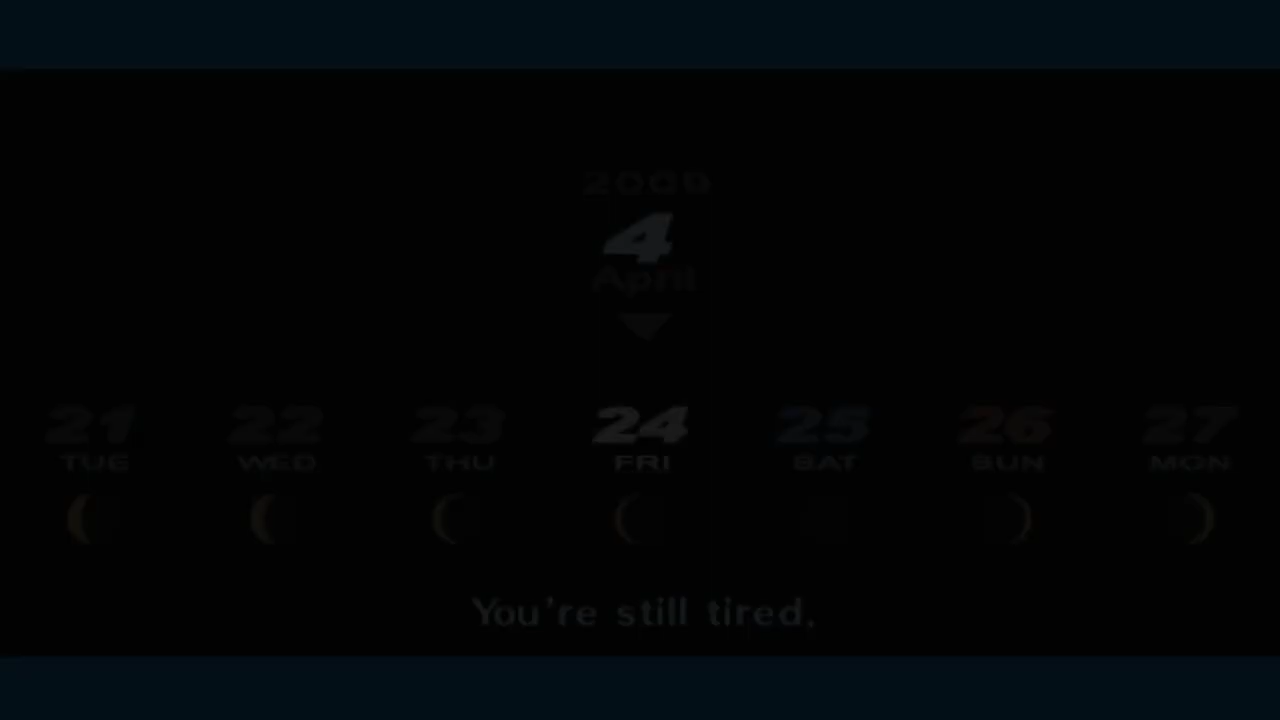 2009
4
April
21 22 23 24 25 26 27
TUE WED THU FRI SAT SUN MON
You're still tired.